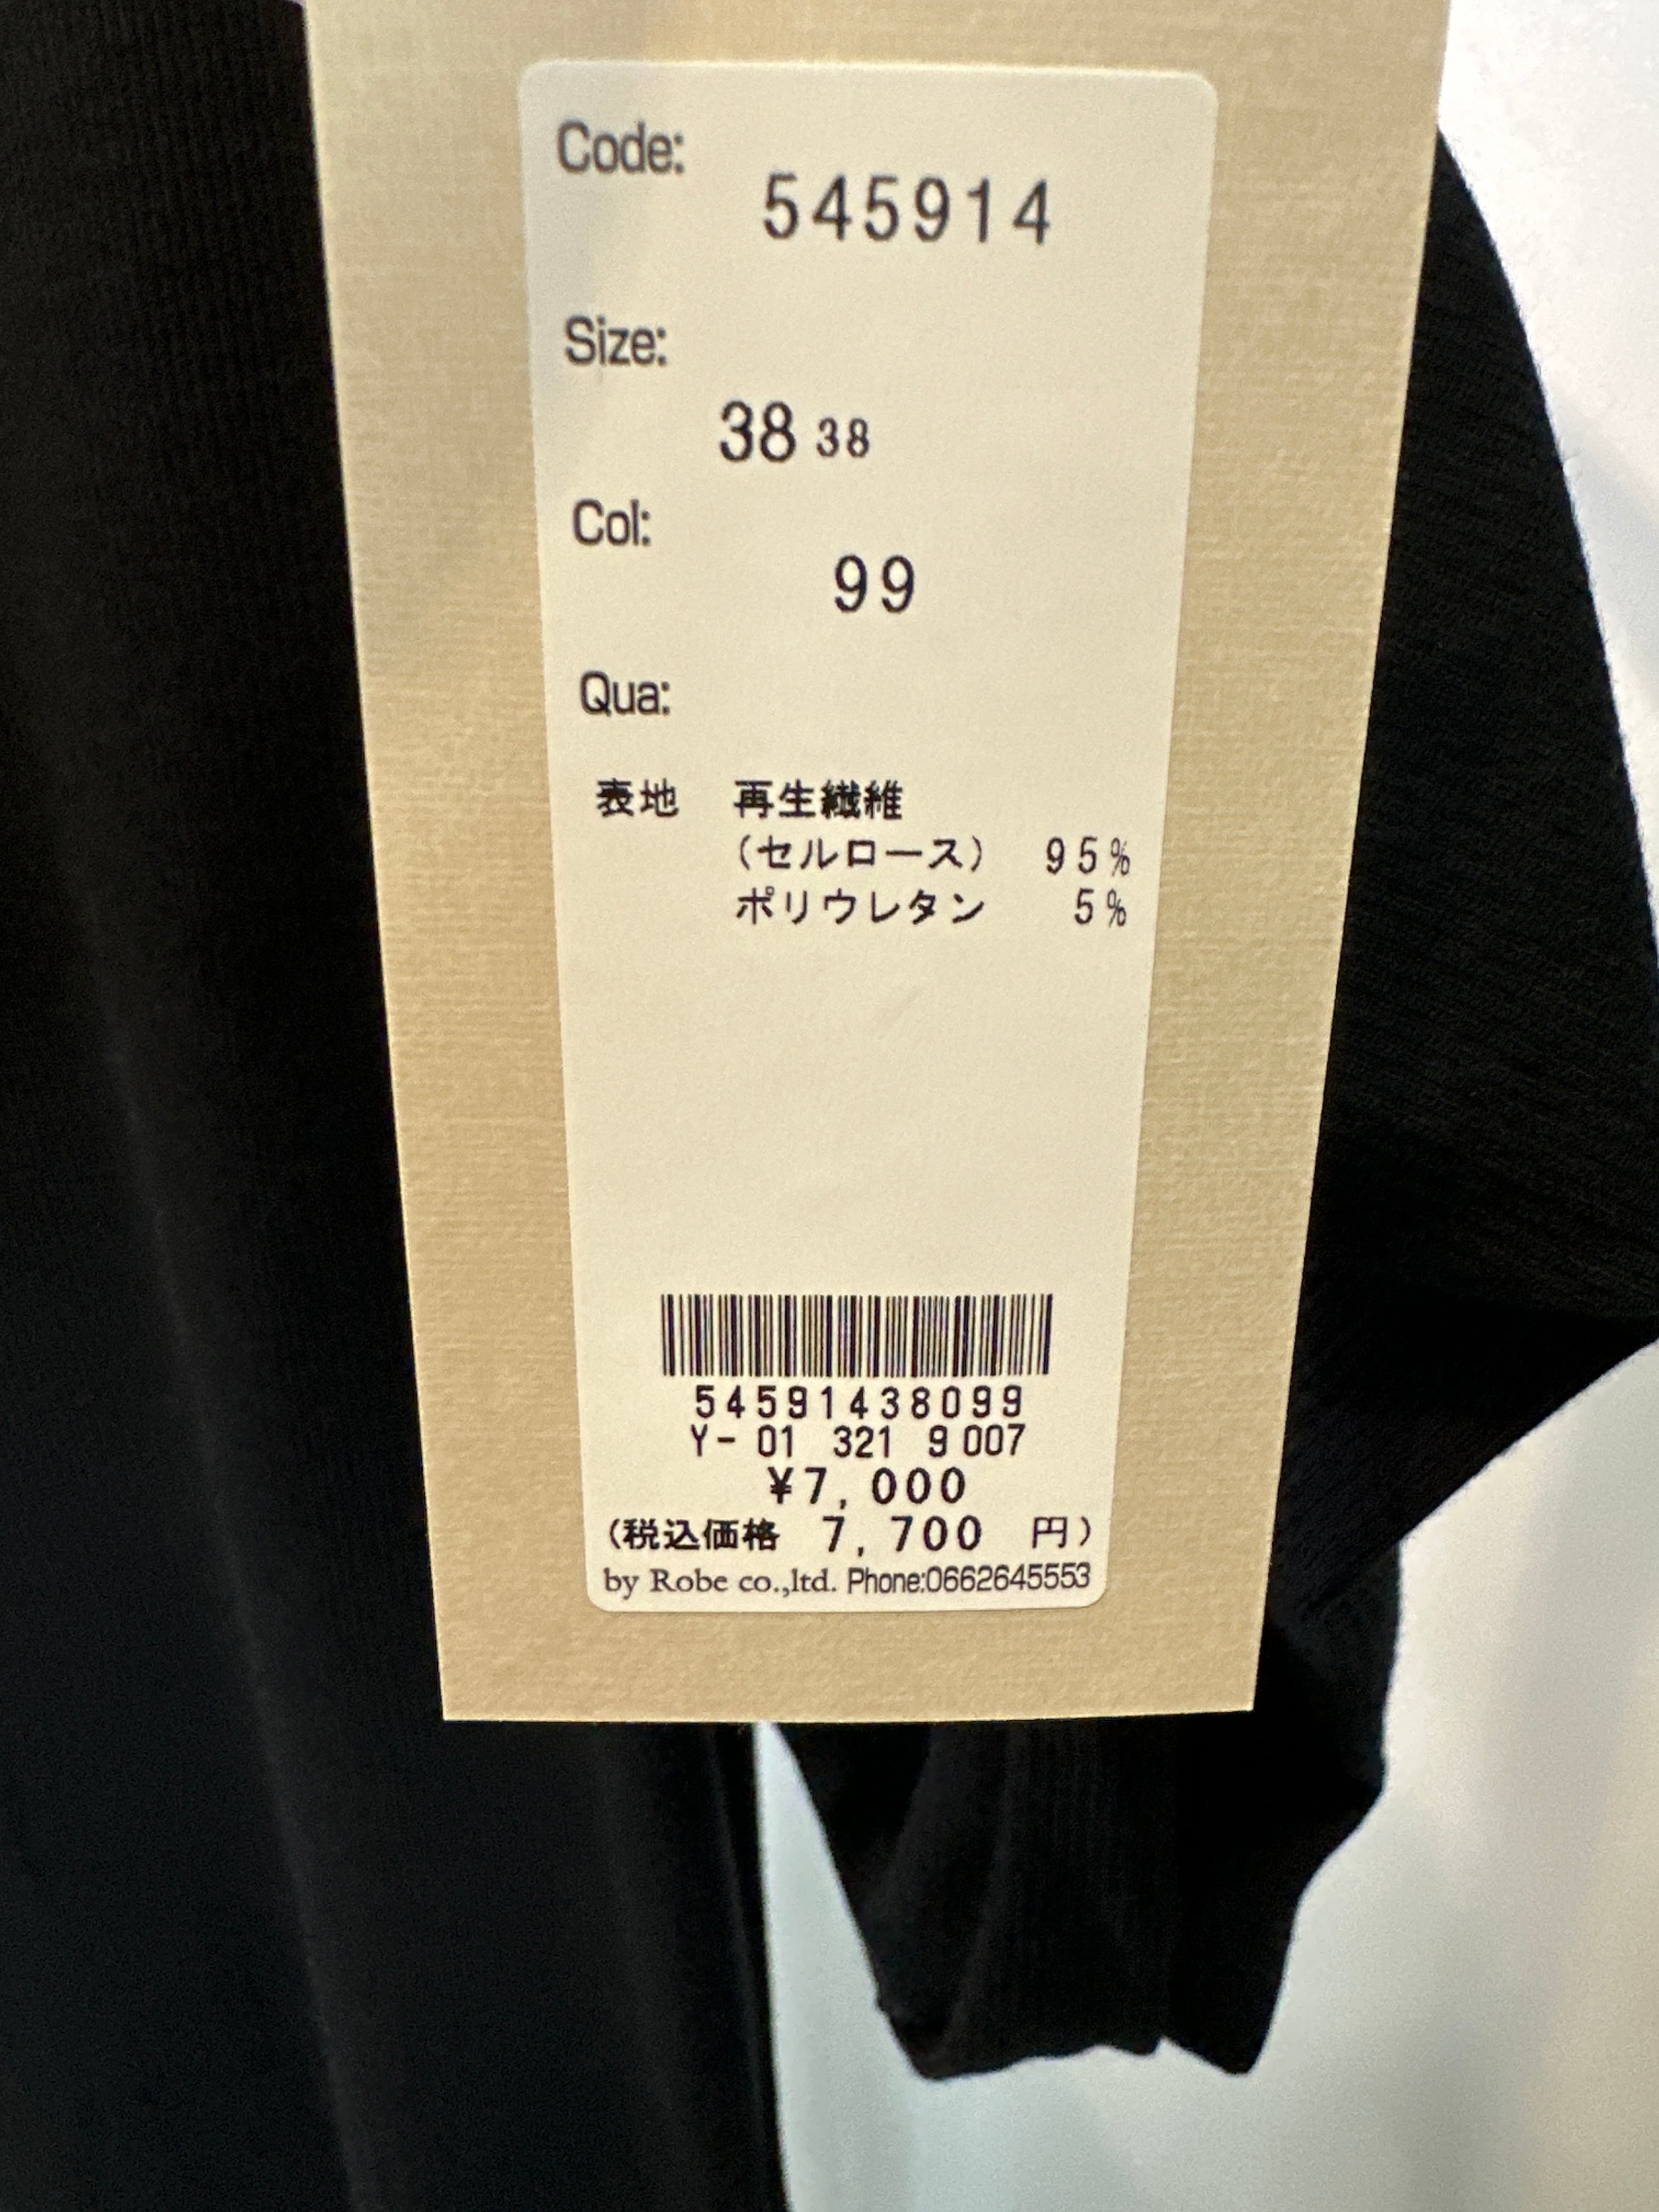 Code:
545914
Size:
38 38
Col:
99
Qua:
表地 再生繊維
(セルロース) 95%
ポリウレタン 5%
54591438099
Y- 01 321 9 007
¥7,000
(税込価格 7,700 円)
by Robe co.,ltd. Phone:0662645553